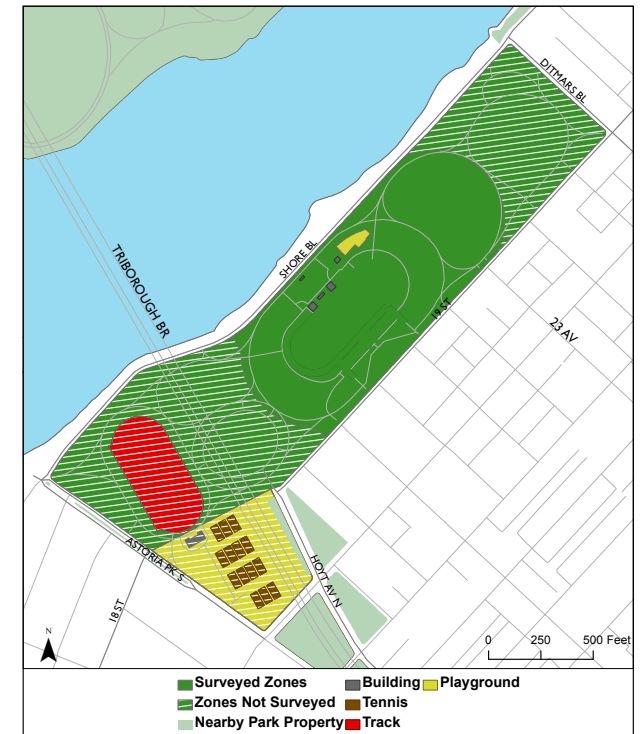 DITMARS BL
TRIBOROUGH BR
SHORE BL
19 ST
23 AV
ASTORIA PK S
HOYT AV N
18 ST
N
0 250 500 Feet
Surveyed Zones Building Playground
Zones Not Surveyed Tennis
Nearby Park Property Track